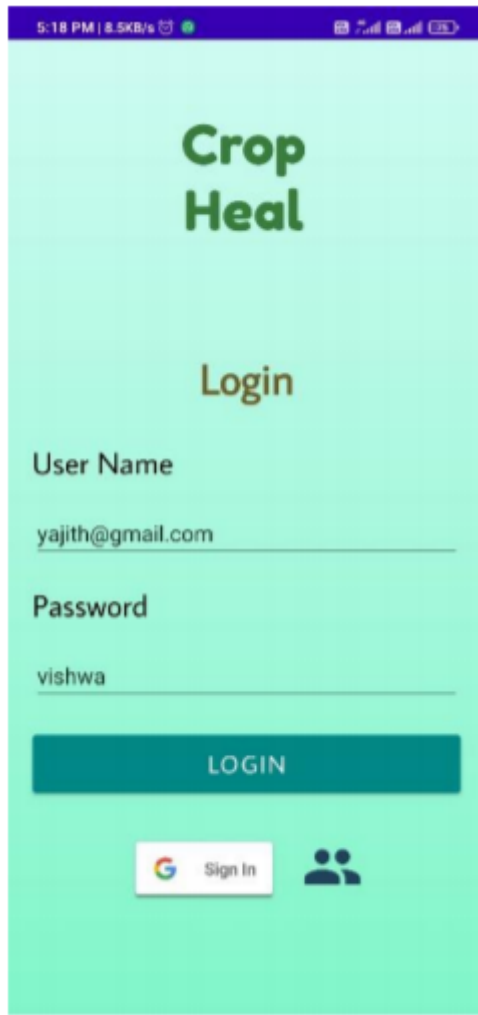 5:18 PM | 8.5KB/s
Crop
Heal
Login
User Name
yajith@gmail.com
Password
vishwa
LOGIN
G Sign In